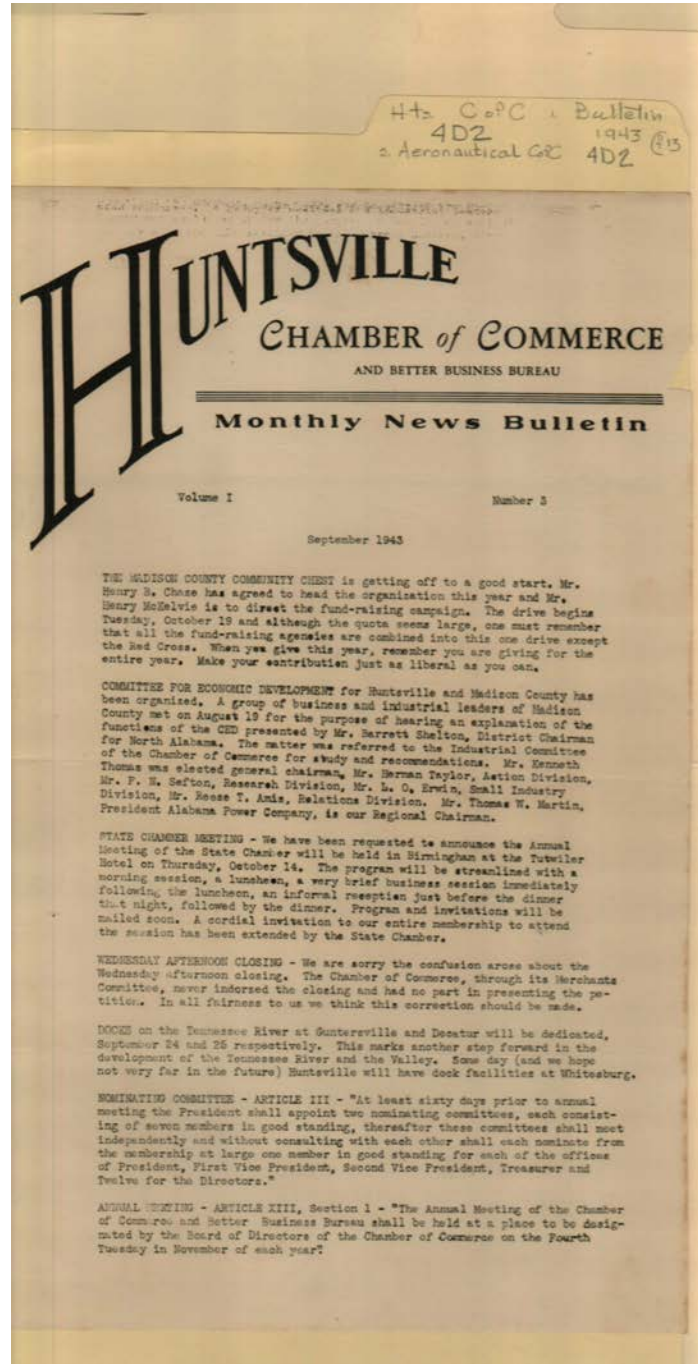 Hts CofC 1 Bulletin
4D2 1943
2. Aeronautical CofC 4D2
HUNTSVILLE
CHAMBER of COMMERCE
AND BETTER BUSINESS BUREAU
Monthly News Bulletin
Volume I Number 3
September 1943
THE MADISON COUNTY COMMUNITY CHEST is getting off to a good start. Mr.
Henry B. Chase has agreed to head the organization this year and Mr.
Henry McKelvie is to direct the fund-raising campaign. The drive begins
Tuesday, October 19 and although the quota seems large, one must remember
that all the fund-raising agensies are combined into this one drive except
the Red Cross. When you give this year, remember you are giving for the
entire year. Make your contribution just as liberal as you can.
COMMITTEE FOR ECONOMIC DEVELOPMENT for Huntsville and Madison County has
been organized. A group of business and industrial leaders of Madison
County met on August 19 for the purpose of hearing an explanation of the
functions of the CED presented by Mr. Barrett Shelton, District Chairman
for North Alabama. The matter was referred to the Industrial Committee
of the Chamber of Commerce for study and recommendations. Mr. Kenneth
Thomas was elected general chairman, Mr. Herman Taylor, Action Division,
Mr. P. N. Sefton, Research Division, Mr. L. O. Erwin, Small Industry
Division, Mr. Reese T. Amis, Relations Division. Mr. Thomas W. Martin,
President Alabama Power Company, is our Regional Chairman.
STATE CHAMBER MEETING - We have been requested to announce the Annual
Meeting of the State Chamber will be held in Birmingham at the Tutwiler
Hotel on Thursday, October 14. The program will be streamlined with a
morning session, a luncheon, a very brief business session immediately
following the luncheon, an informal reception just before the dinner
that night, followed by the dinner. Program and invitations will be
mailed soon. A cordial invitation to our entire membership to attend
the session has been extended by the State Chamber.
WEDNESDAY AFTERNOON CLOSING - We are sorry the confusion arose about the
Wednesday afternoon closing. The Chamber of Commerce, through its Merchants
Committee, never indorsed the closing and had no part in presenting the pe-
tition. In all fairness to us we think this correction should be made.
DOCKS on the Tennessee River at Guntersville and Decatur will be dedicated,
September 24 and 25 respectively. This marks another step forward in the
development of the Tennessee River and the Valley. Some day (and we hope
not very far in the future) Huntsville will have dock facilities at Whitesburg.
NOMINATING COMMITTEE - ARTICLE III - "At least sixty days prior to annual
meeting the President shall appoint two nominating committees, each consist-
ing of seven members in good standing, thereafter these committees shall meet
independently and without consulting with each other shall each nominate from
the membership at large one member in good standing for each of the offices
of President, First Vice President, Second Vice President, Treasurer and
Twelve for the Directors."
ANNUAL MEETING - ARTICLE XIII, Section 1 - "The Annual Meeting of the Chamber
of Commerce and Better Business Bureau shall be held at a place to be desig-
nated by the Board of Directors of the Chamber of Commerce on the Fourth
Tuesday in November of each year"